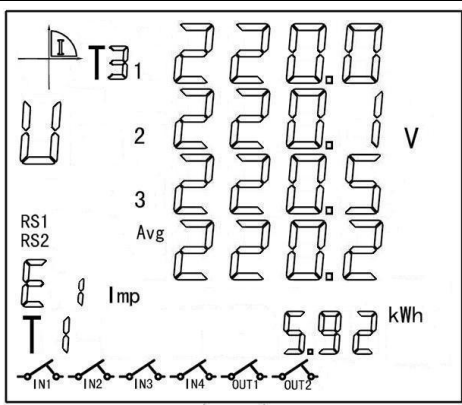 I T3 1 220.0
U 2 220.1 V
3 220.5
RS1
RS2
Avg 220.2
E 1 Imp
T 1 5.92 kWh
IN1 IN2 IN3 IN4 OUT1 OUT2